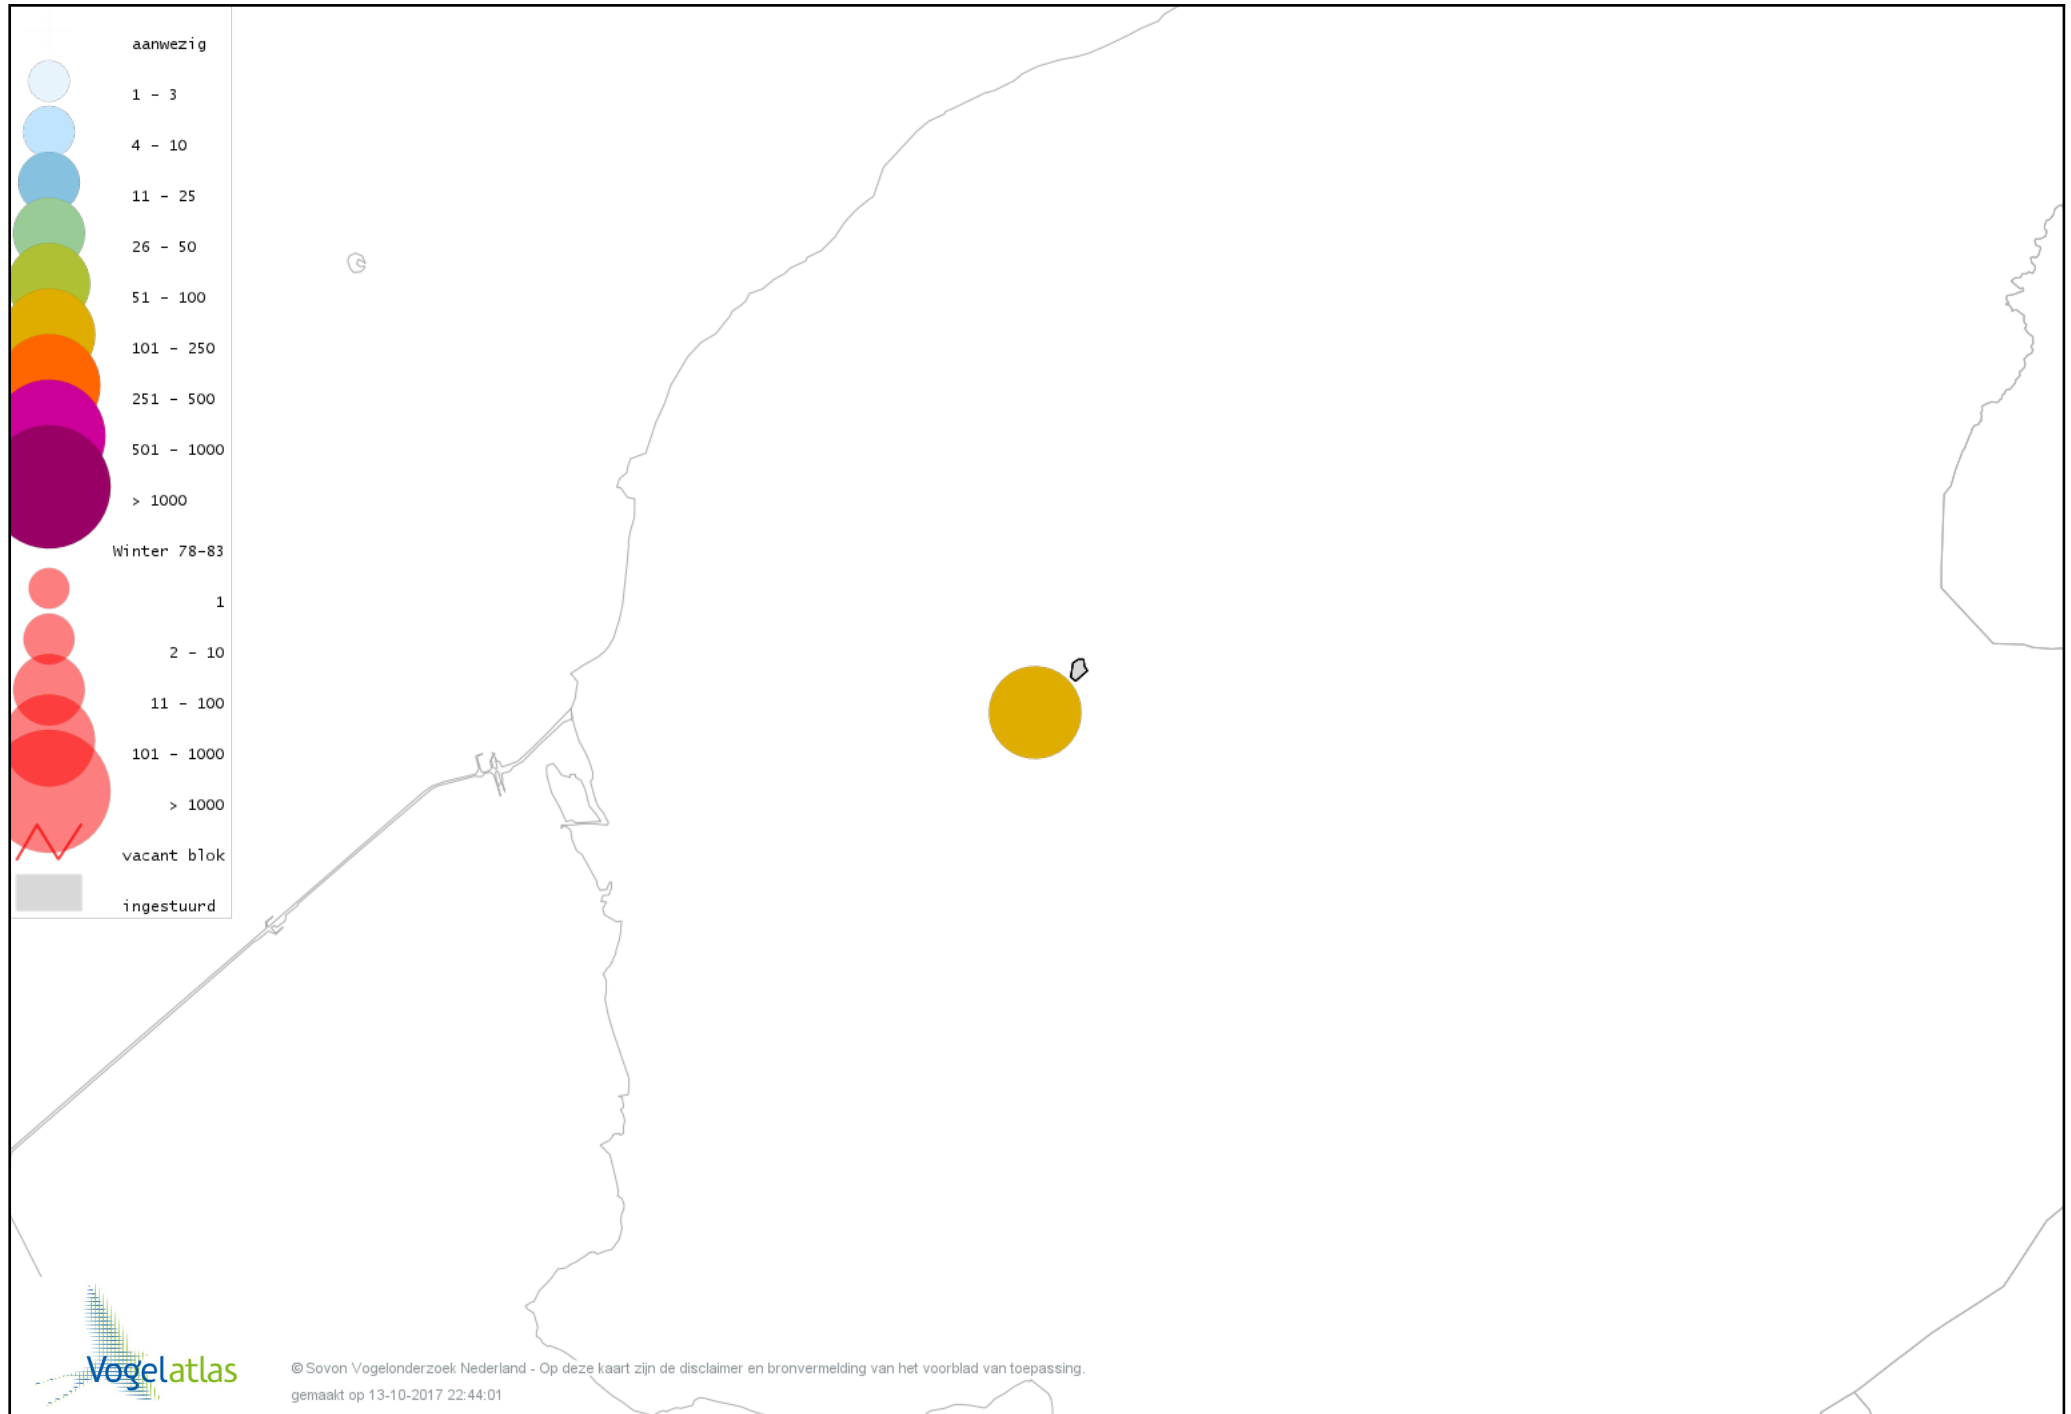 aanwezig
1 - 3
4 - 10
11 - 25
26 - 50
51 - 100
101 - 250
251 - 500
501 - 1000
> 1000
Winter 78-83
1
2 - 10
11 - 100
101 - 1000
> 1000
vacant blok
ingestuurd
Vogelatlas
© Sovon Vogelonderzoek Nederland - Op deze kaart zijn de disclaimer en bronvermelding van het voorblad van toepassing.
gemaakt op 13-10-2017 22:44:01